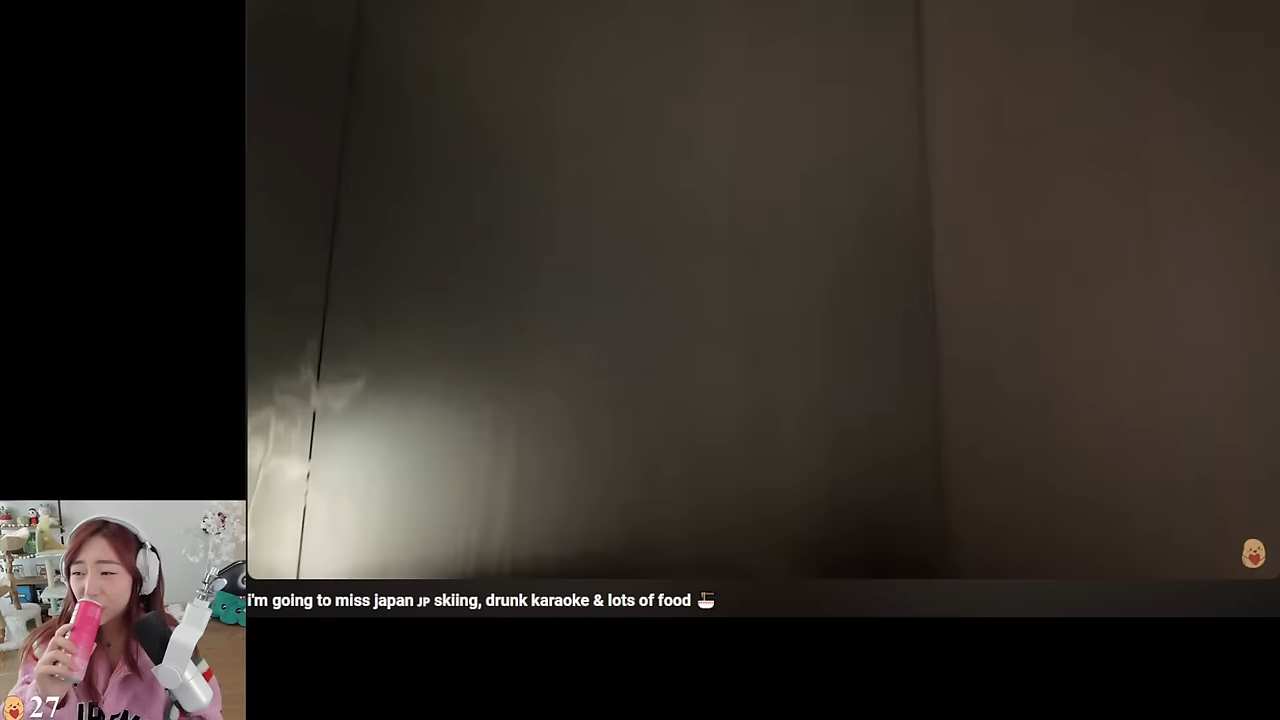 i'm going to miss japan JP skiing, drunk karaoke & lots of food 🍜
27